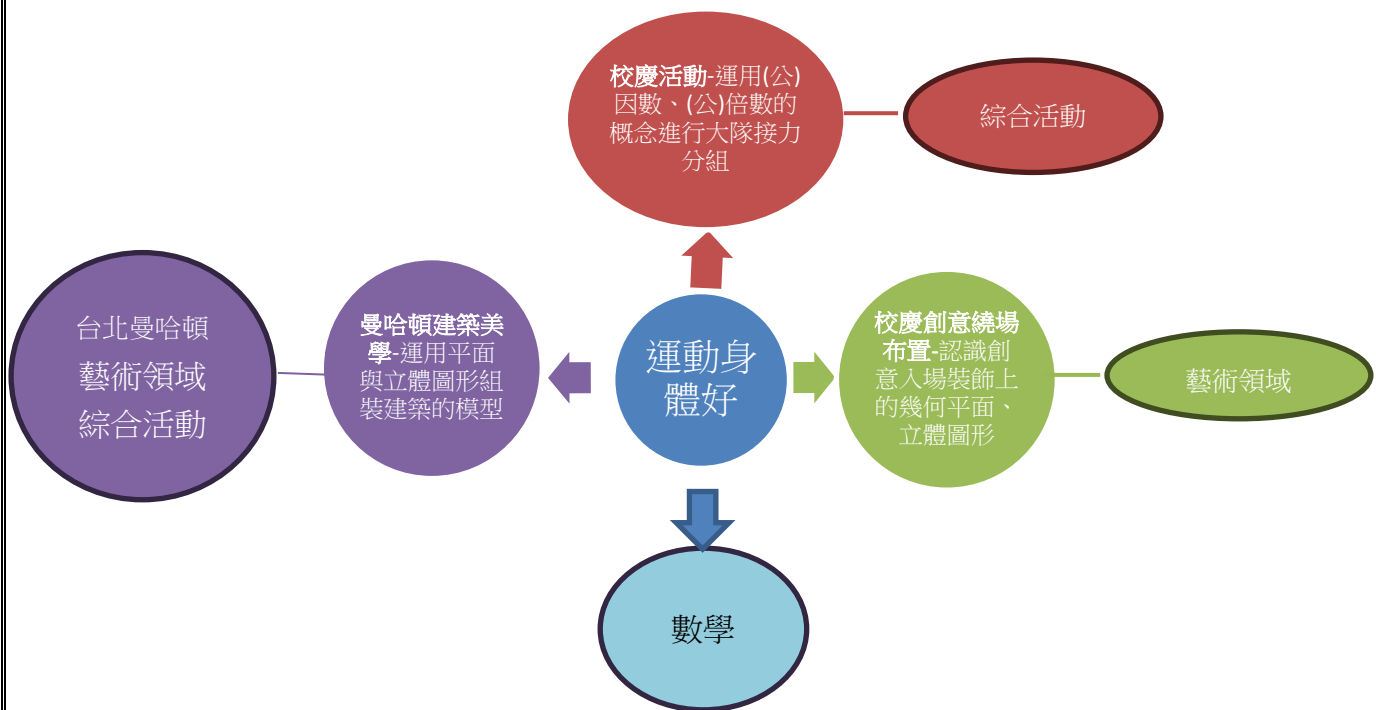 校慶活動-運用(公)
因數、(公)倍數的
概念進行大隊接力
分組
綜合活動
台北曼哈頓
藝術領域
綜合活動
曼哈頓建築美
學-運用平面
與立體圖形組
裝建築的模型
運動身
體好
校慶創意繞場
布置-認識創
意入場裝飾上
的幾何平面、
立體圖形
藝術領域
數學